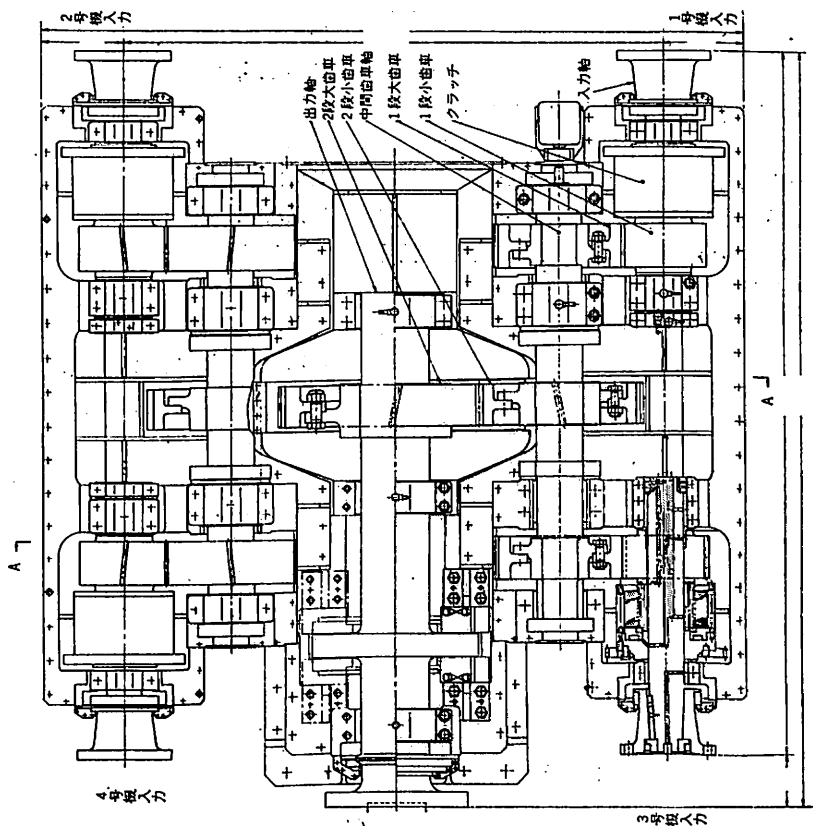 2号機入力
1号機入力
出力軸
2段大歯車
2段小歯車
中間歯車軸
1段大歯車
1段小歯車
クラッチ
入力軸
A
A
4号機入力
3号機入力